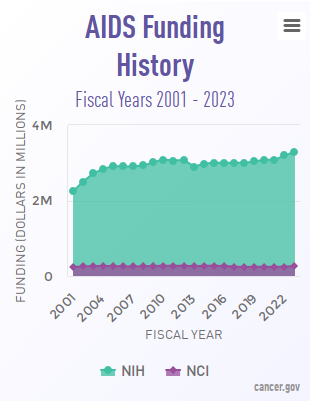 AIDS Funding
History
Fiscal Years 2001 - 2023
FUNDING (DOLLARS IN MILLIONS)
4M
2M
0
2001 2004 2007 2010 2013 2016 2019 2022
FISCAL YEAR
NIH NCI
cancer.gov